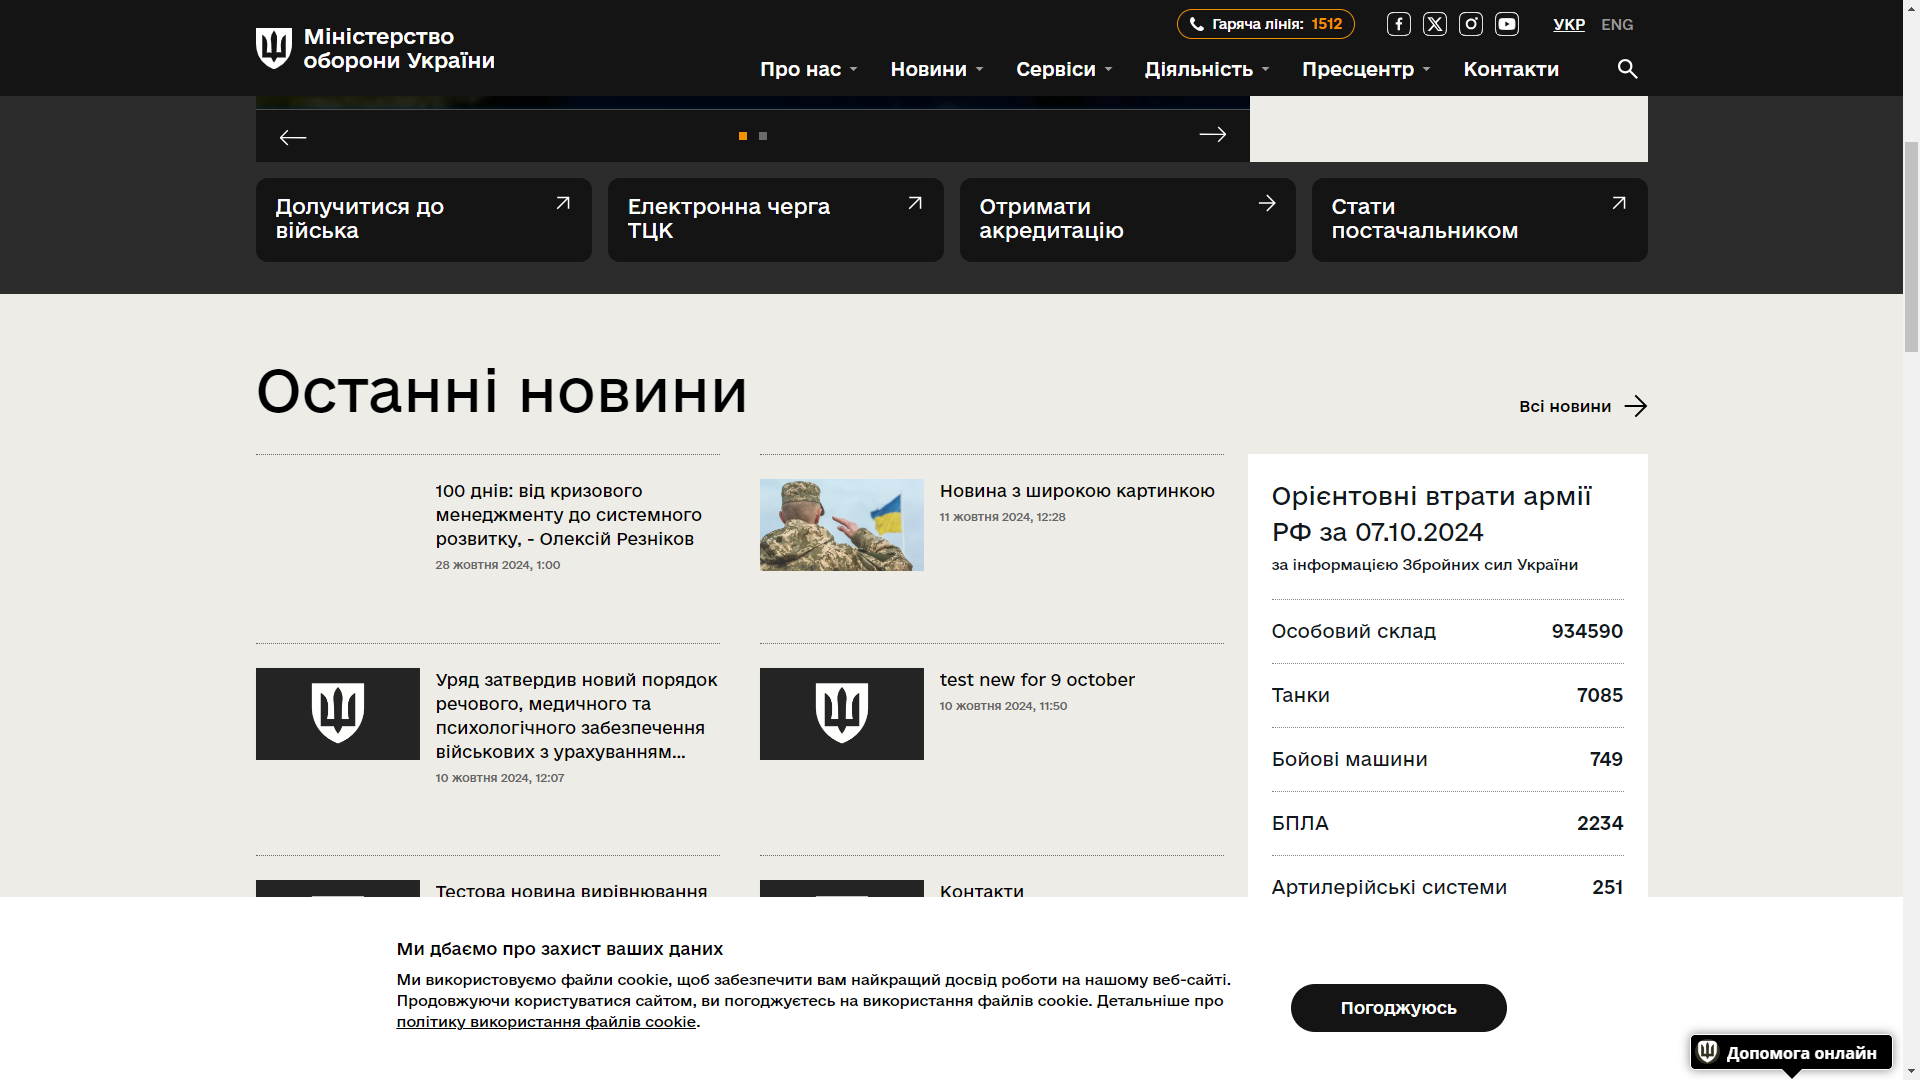 Міністерство
оборони України
Гаряча лінія: 1512
УКР ENG
Про нас Новини Сервіси Діяльність Пресцентр Контакти
Долучитися до
війська
Електронна черга
ТЦК
Отримати
акредитацію
Стати
постачальником
Останні новини
Всі новини
100 днів: від кризового
менеджменту до системного
розвитку, - Олексій Резніков
28 жовтня 2024, 1:00
Новина з широкою картинкою
11 жовтня 2024, 12:28
Уряд затвердив новий порядок
речового, медичного та
психологічного забезпечення
військових з урахуванням...
10 жовтня 2024, 12:07
test new for 9 october
10 жовтня 2024, 11:50
Тестова новина вирівнювання
Контакти
Орієнтовні втрати армії
РФ за 07.10.2024
за інформацією Збройних сил України
Особовий склад 934590
Танки 7085
Бойові машини 749
БПЛА 2234
Артилерійські системи 251
Ми дбаємо про захист ваших даних
Ми використовуємо файли cookie, щоб забезпечити вам найкращий досвід роботи на нашому веб-сайті.
Продовжуючи користуватися сайтом, ви погоджуєтесь на використання файлів cookie. Детальніше про
політику використання файлів cookie.
Погоджуюсь
Допомога онлайн